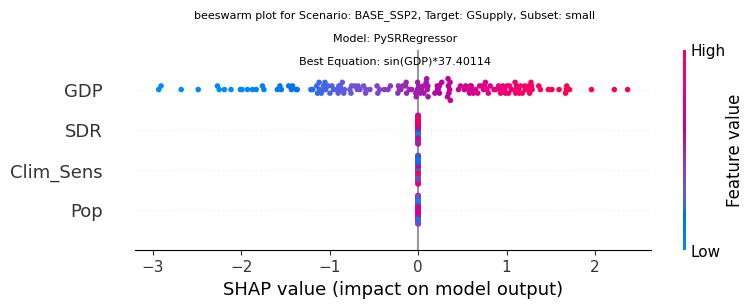 beeswarm plot for Scenario: BASE_SSP2, Target: GSupply, Subset: small
Model: PySRRegressor
Best Equation: sin(GDP)*37.40114
High
GDP
SDR
Clim_Sens
Pop
Feature value
Low
−3 −2 −1 0 1 2
SHAP value (impact on model output)